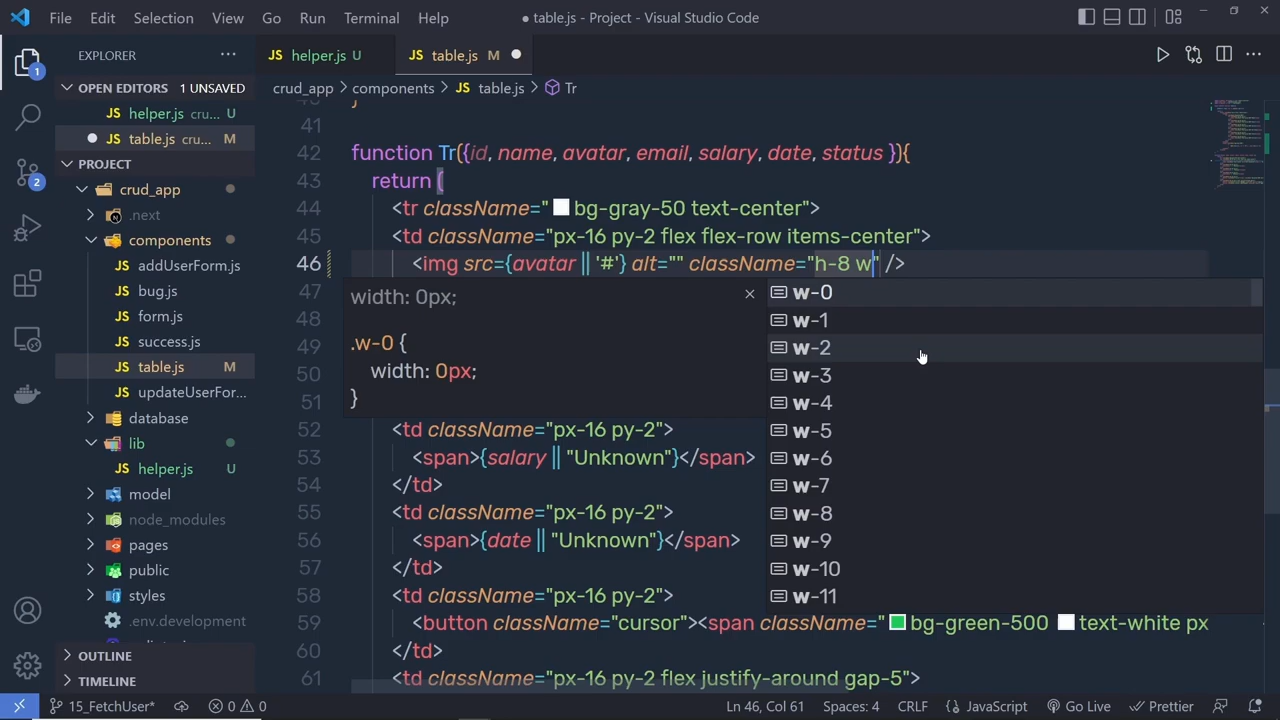 File Edit Selection View Go Run Terminal Help
● table.js - Project - Visual Studio Code
EXPLORER
JS helper.js U
JS table.js M
1
OPEN EDITORS 1 UNSAVED
crud_app > components > JS table.js > Tr
JS helper.js cru... U
JS table.js cru... M
PROJECT
crud_app
.next
components
addUserForm.js
JS bug.js
JS form.js
JS success.js
JS table.js M
JS updateUserFor...
database
lib
JS helper.js U
model
node_modules
pages
public
styles
.env.development
OUTLINE
TIMELINE
2
41
42 function Tr({id, name, avatar, email, salary, date, status }){
43 return (
44 <tr className=" bg-gray-50 text-center">
45 <td className="px-16 py-2 flex flex-row items-center">
46 <img src={avatar || '#'} alt="" className="h-8 w" />
47
48
49
50
51
width: 0px;
.w-0 {
width: 0px;
}
w-0
w-1
w-2
w-3
w-4
w-5
w-6
w-7
w-8
w-9
w-10
w-11
52 <td className="px-16 py-2">
53 <span>{salary || "Unknown"}</span>
54 </td>
55 <td className="px-16 py-2">
56 <span>{date || "Unknown"}</span>
57 </td>
58 <td className="px-16 py-2">
59 <button className="cursor"><span className=" bg-green-500 text-white px
60 </td>
61 <td className="px-16 py-2 flex justify-around gap-5">
15_FetchUser* 0 0 Ln 46, Col 61 Spaces: 4 CRLF JavaScript Go Live Prettier